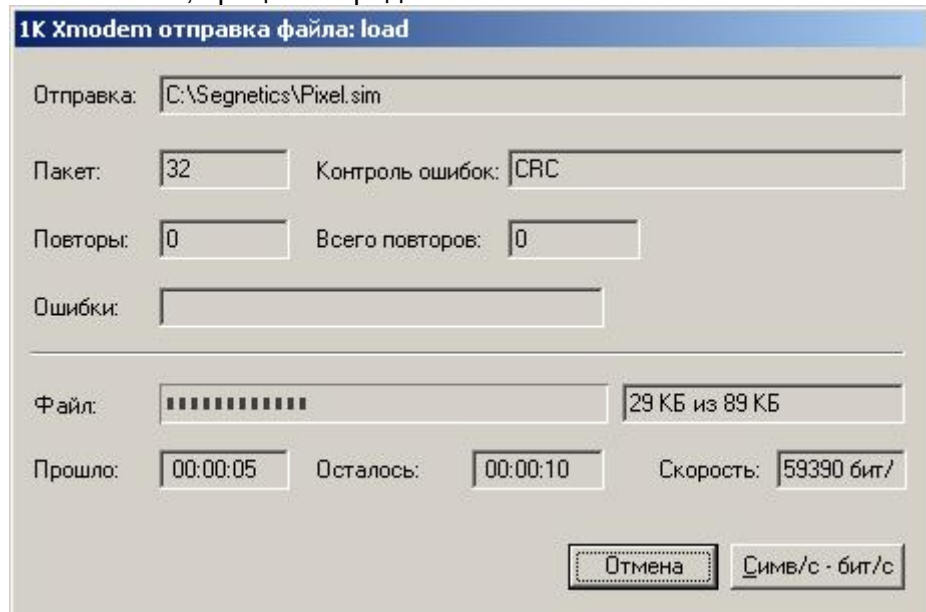 1K Xmodem отправка файла: load
Отправка: C:\Segnetics\Pixel.sim
Пакет: 32 Контроль ошибок: CRC
Повторы: 0 Всего повторов: 0
Ошибки:
Файл: 29 КБ из 89 КБ
Прошло: 00:00:05 Осталось: 00:00:10 Скорость: 59390 бит/
Отмена Симв/с - бит/с